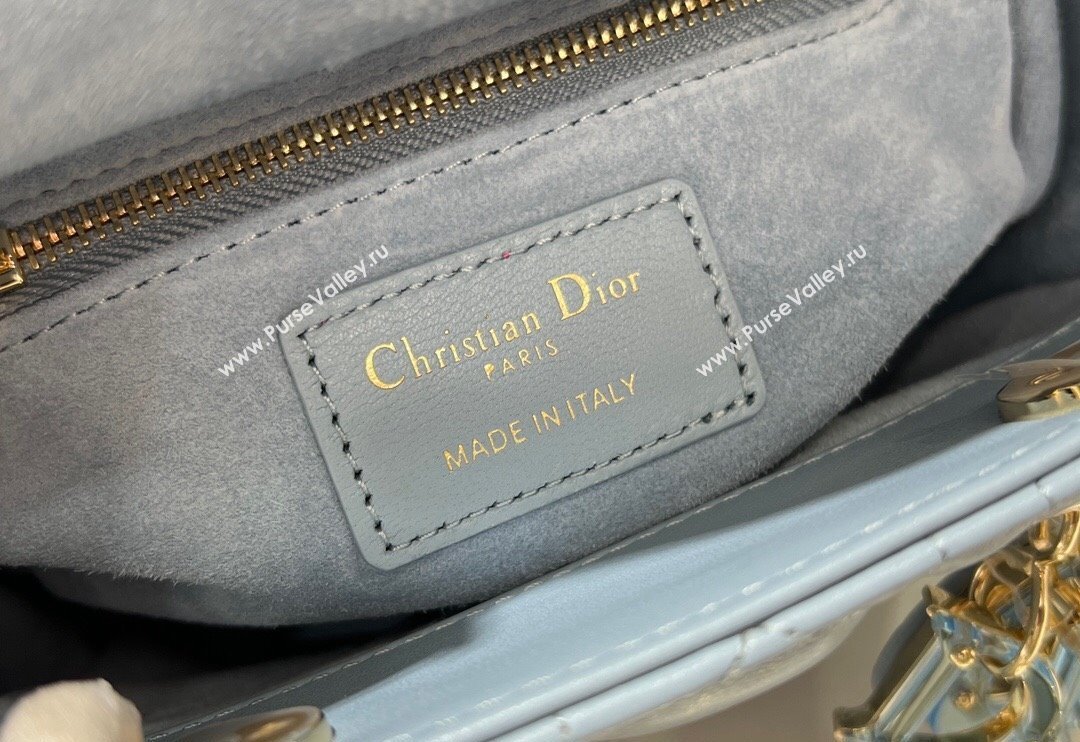 Christian Dior
PARIS
MADE IN ITALY
www.PurseValley.ru
www.PurseValley.ru